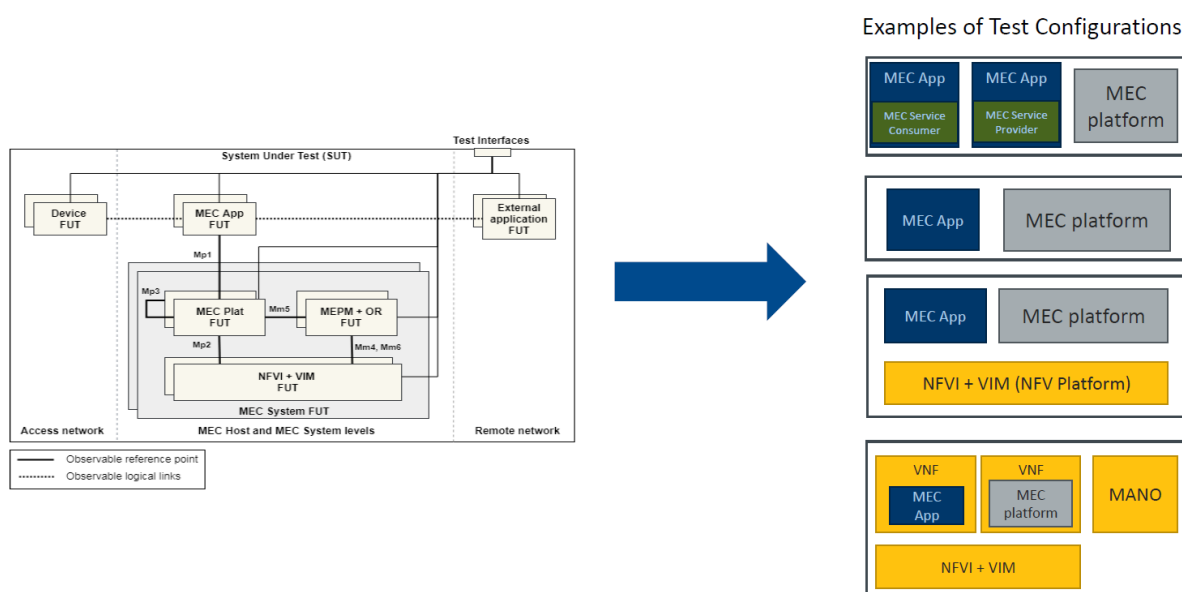 Examples of Test Configurations
Test Interfaces
System Under Test (SUT)
Device
FUT
MEC App
FUT
External
application
FUT
Mp1
Mp3
MEC Plat
FUT
Mm5
MEPM + OR
FUT
Mp2
Mm4, Mm6
NFVI + VIM
FUT
MEC System FUT
Access network
MEC Host and MEC System levels
Remote network
Observable reference point
Observable logical links
MEC App
MEC Service
Consumer
MEC App
MEC Service
Provider
MEC
platform
MEC App
MEC platform
MEC App
MEC platform
NFVI + VIM (NFV Platform)
VNF
MEC
App
VNF
MEC
platform
MANO
NFVI + VIM